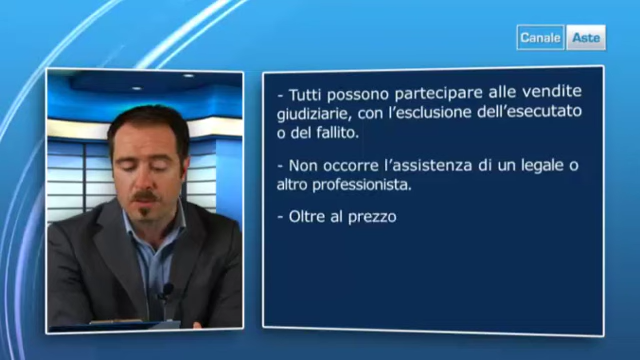 Canale Aste
- Tutti possono partecipare alle vendite
giudiziarie, con l'esclusione dell'esecutato
o del fallito.
- Non occorre l'assistenza di un legale o
altro professionista.
- Oltre al prezzo